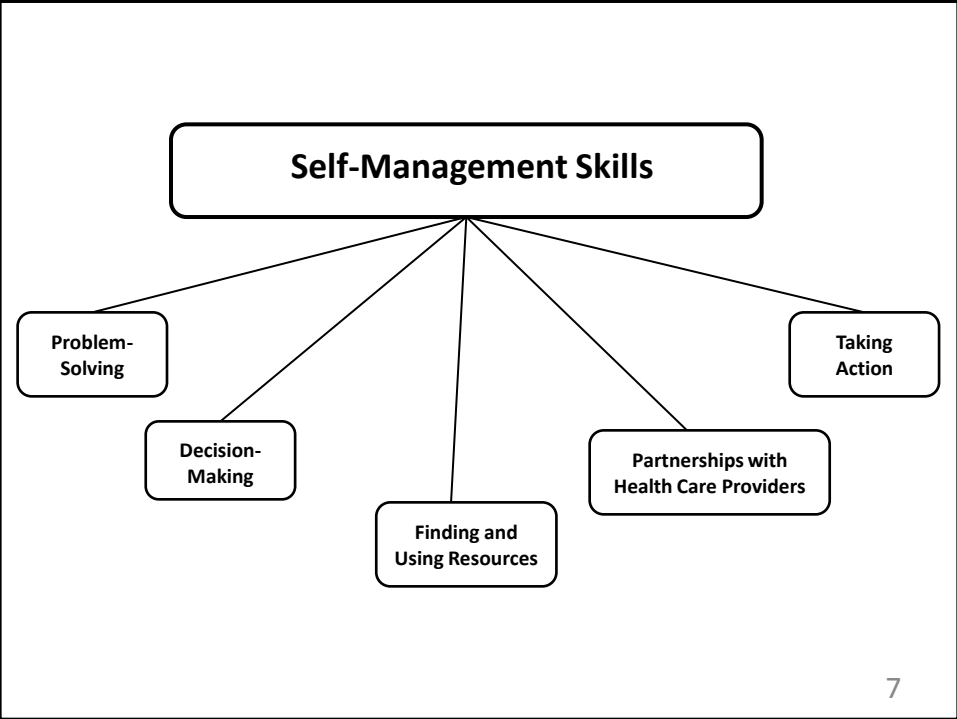 Self-Management Skills
Problem-
Solving
Decision-
Making
Finding and
Using Resources
Partnerships with
Health Care Providers
Taking
Action
7